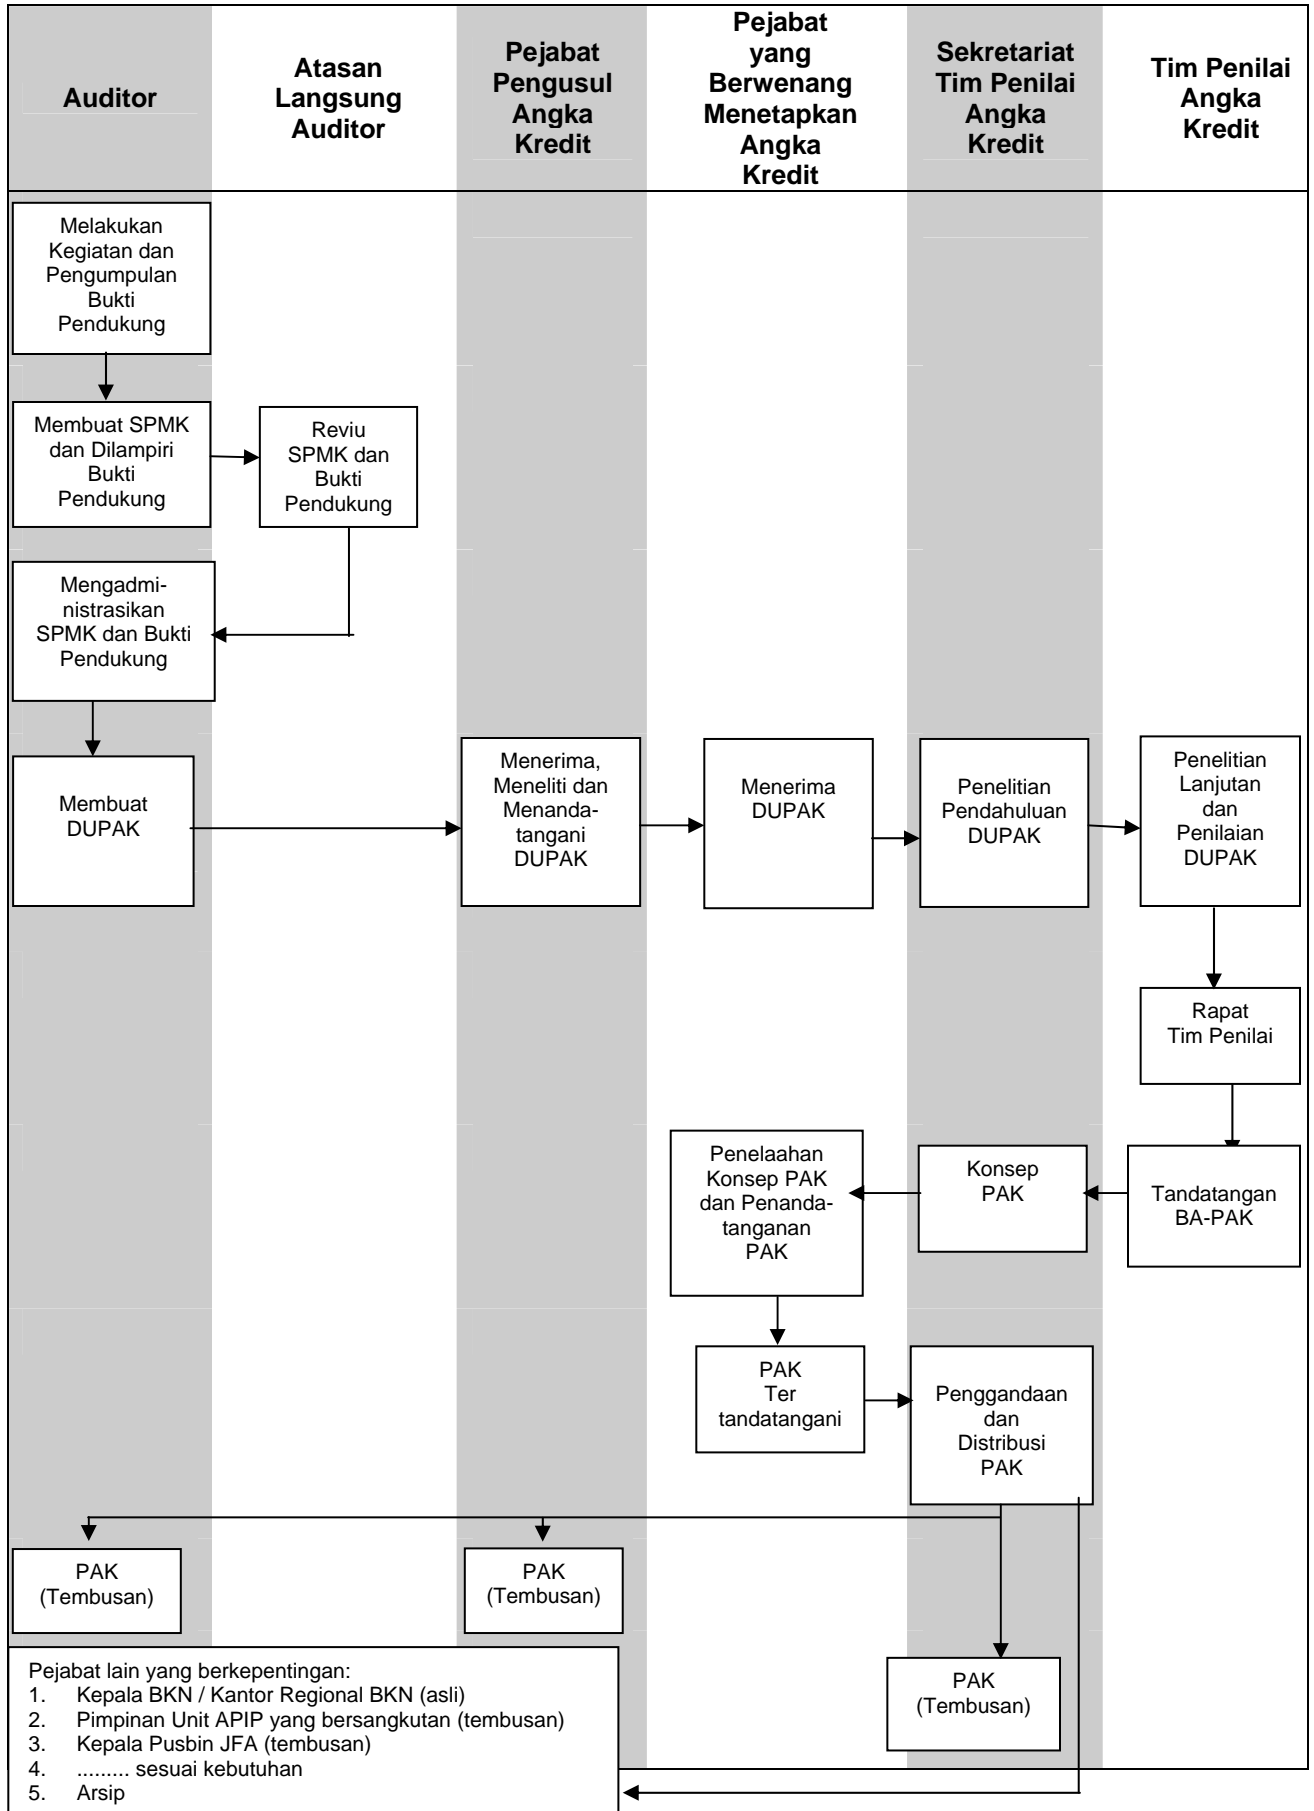 Auditor
Atasan
Langsung
Auditor
Pejabat
Pengusul
Angka
Kredit
Pejabat
yang
Berwenang
Menetapkan
Angka
Kredit
Sekretariat
Tim Penilai
Angka
Kredit
Tim Penilai
Angka
Kredit
Melakukan
Kegiatan dan
Pengumpulan
Bukti
Pendukung
Membuat SPMK
dan Dilampiri
Bukti
Pendukung
Reviu
SPMK dan
Bukti
Pendukung
Mengadmi-
nistrasikan
SPMK dan Bukti
Pendukung
Membuat
DUPAK
Menerima,
Meneliti dan
Menanda-
tangani
DUPAK
Menerima
DUPAK
Penelitian
Pendahuluan
DUPAK
Penelitian
Lanjutan
dan
Penilaian
DUPAK
Rapat
Tim Penilai
Tandatangan
BA-PAK
Konsep
PAK
Penelaahan
Konsep PAK
dan Penanda-
tanganan
PAK
PAK
Ter
tandatangani
Penggandaan
dan
Distribusi
PAK
PAK
(Tembusan)
PAK
(Tembusan)
PAK
(Tembusan)
Pejabat lain yang berkepentingan:
1. Kepala BKN / Kantor Regional BKN (asli)
2. Pimpinan Unit APIP yang bersangkutan (tembusan)
3. Kepala Pusbin JFA (tembusan)
4. ......... sesuai kebutuhan
5. Arsip